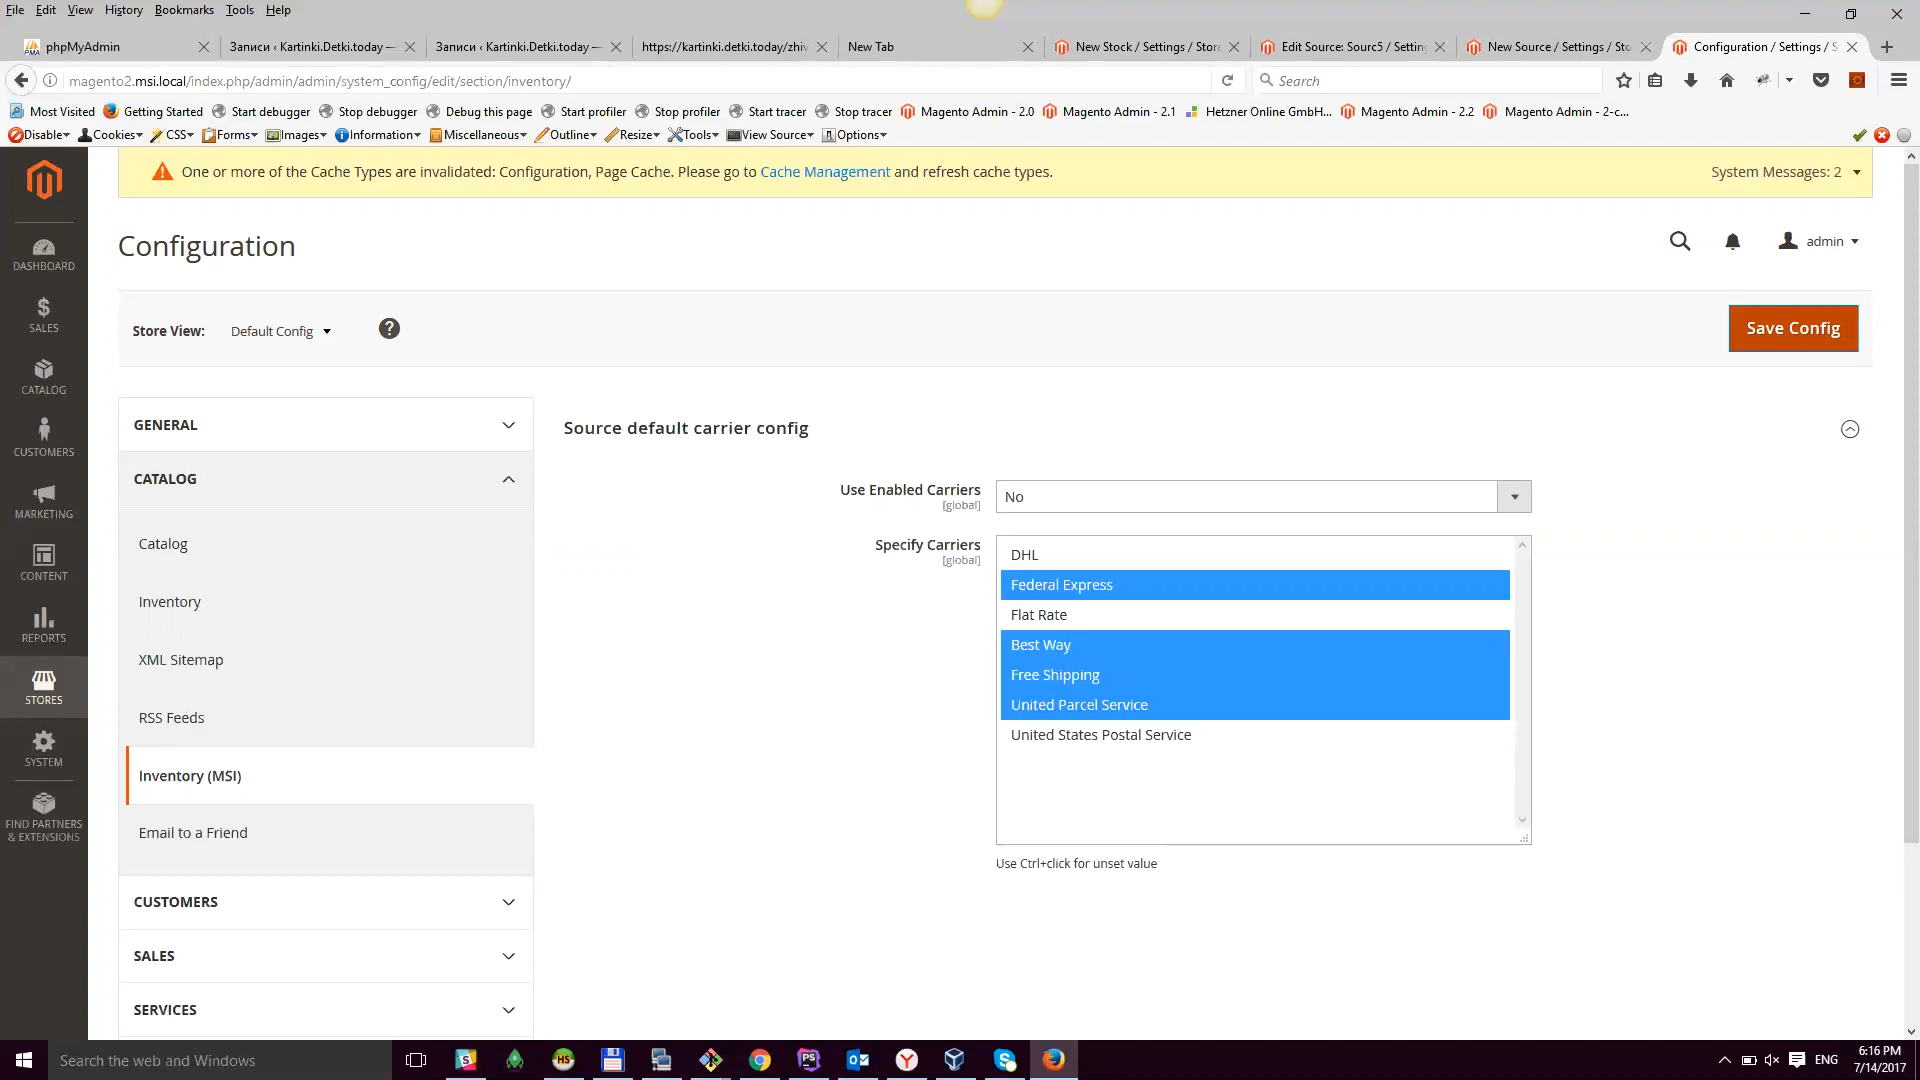 File Edit View History Bookmarks Tools Help
phpMyAdmin
Записи ‹ Kartinki.Detki.today —
Записи ‹ Kartinki.Detki.today —
https://kartinki.detki.today/zhiv
New Tab
New Stock / Settings / Store
Edit Source: Sourc5 / Settin
New Source / Settings / Sto
Configuration / Settings / S
magento2.msi.local/index.php/admin/admin/system_config/edit/section/inventory/
Search
Most Visited Getting Started Start debugger Stop debugger Debug this page Start profiler Stop profiler Start tracer Stop tracer Magento Admin - 2.0 Magento Admin - 2.1 Hetzner Online GmbH... Magento Admin - 2.2 Magento Admin - 2-c...
Disable Cookies CSS Forms Images Information Miscellaneous Outline Resize Tools View Source Options
One or more of the Cache Types are invalidated: Configuration, Page Cache. Please go to Cache Management and refresh cache types.
System Messages: 2
Configuration
admin
Store View: Default Config ?
Save Config
DASHBOARD
SALES
CATALOG
CUSTOMERS
MARKETING
CONTENT
REPORTS
STORES
SYSTEM
FIND PARTNERS
& EXTENSIONS
GENERAL
CATALOG
Catalog
Inventory
XML Sitemap
RSS Feeds
Inventory (MSI)
Email to a Friend
CUSTOMERS
SALES
SERVICES
Source default carrier config
Use Enabled Carriers
[global]
No
Specify Carriers
[global]
DHL
Federal Express
Flat Rate
Best Way
Free Shipping
United Parcel Service
United States Postal Service
Use Ctrl+click for unset value
Search the web and Windows
ENG
6:16 PM
7/14/2017